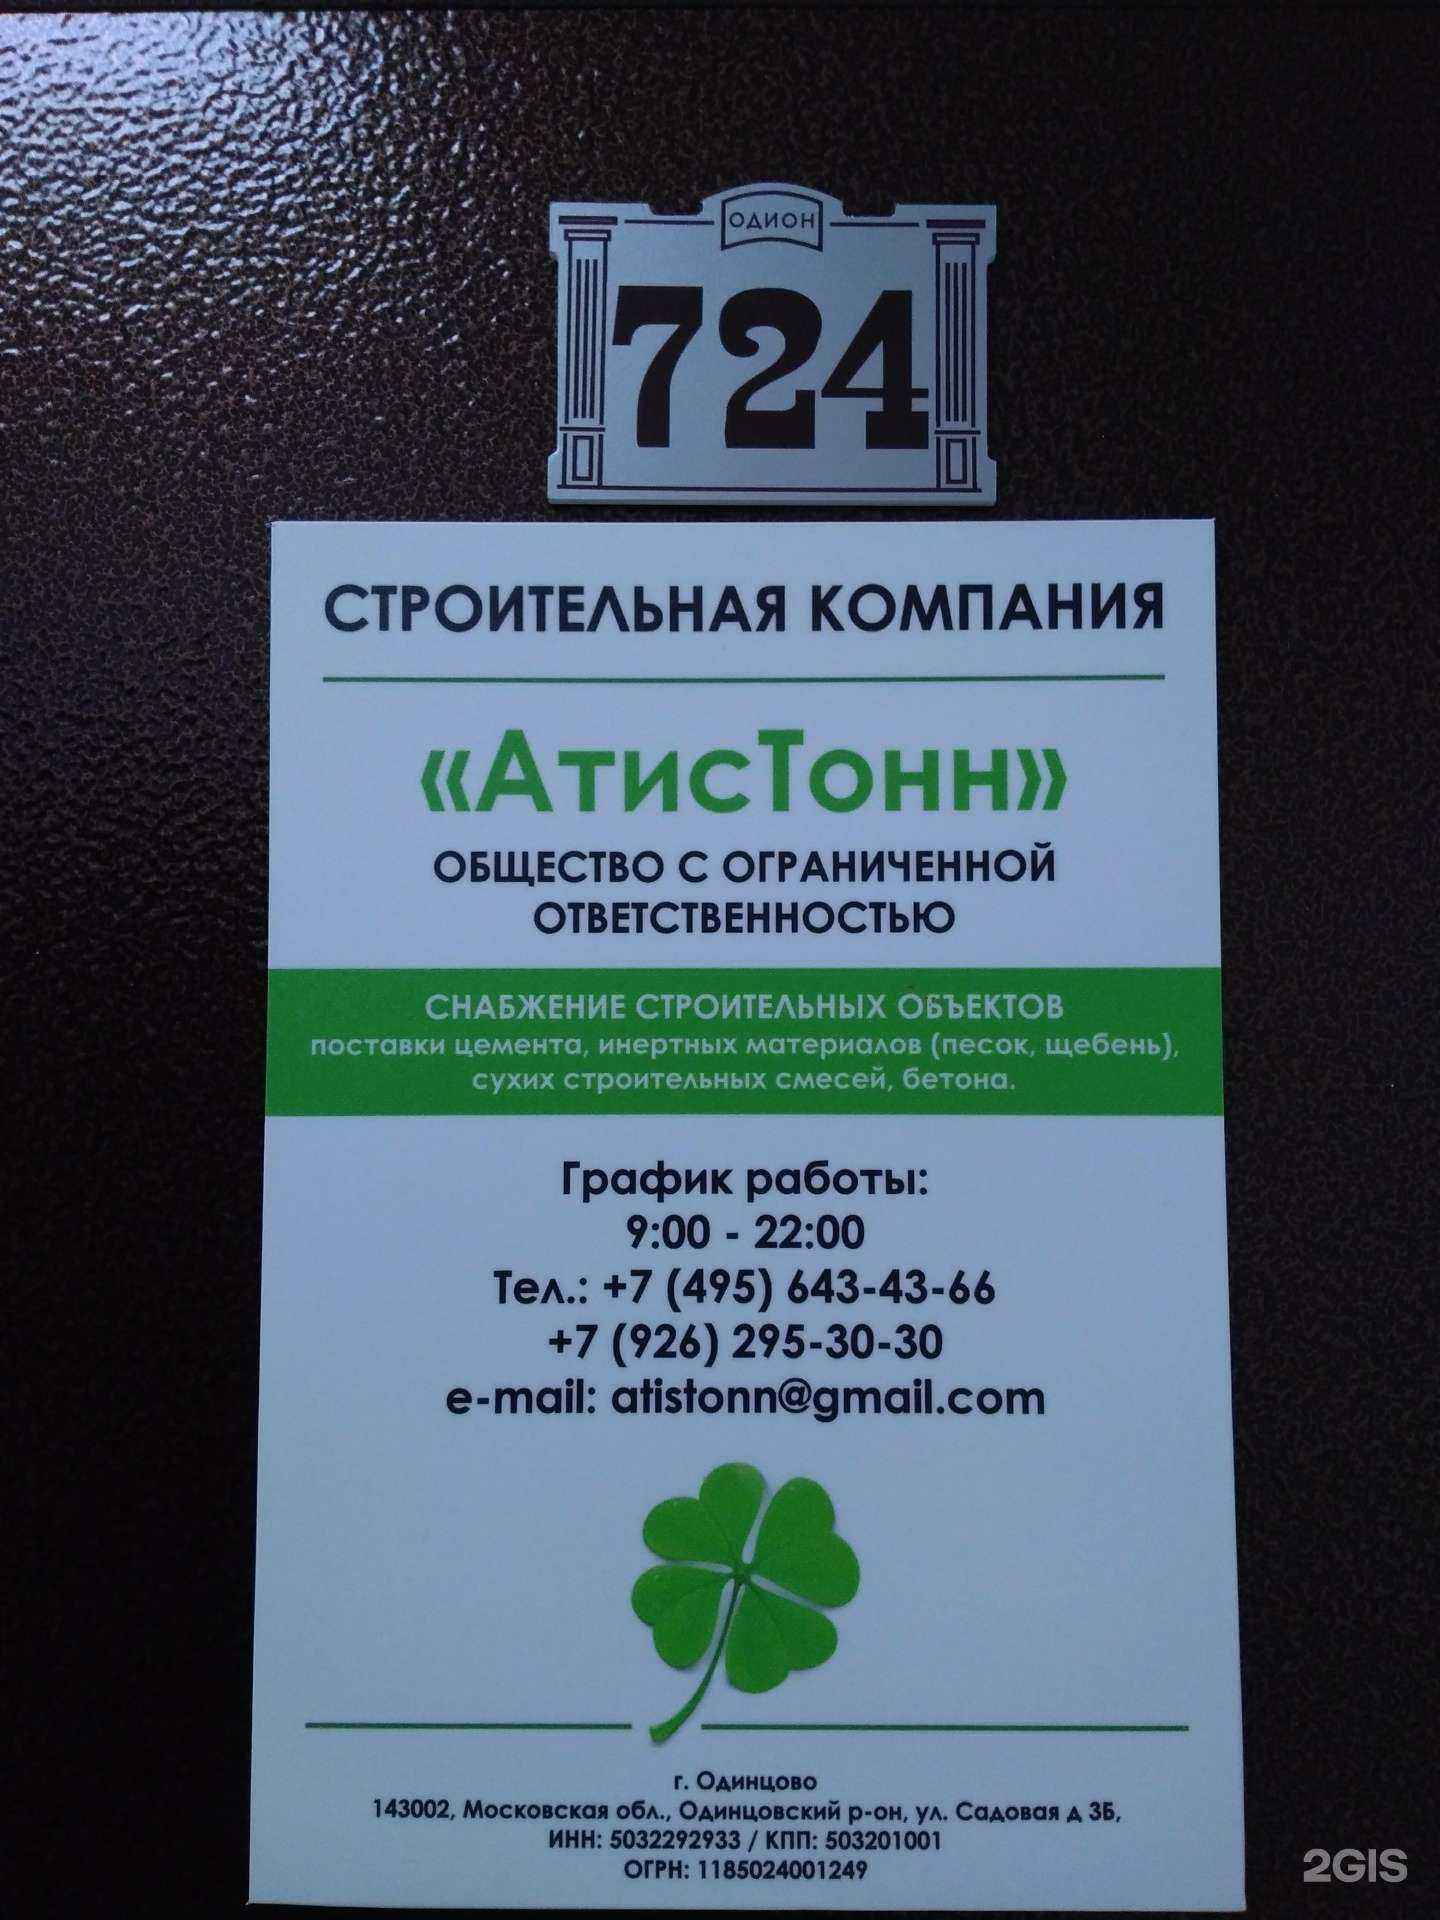 ОДИОН
724
СТРОИТЕЛЬНАЯ КОМПАНИЯ
«АтисТонн»
ОБЩЕСТВО С ОГРАНИЧЕННОЙ
ОТВЕТСТВЕННОСТЬЮ
СНАБЖЕНИЕ СТРОИТЕЛЬНЫХ ОБЪЕКТОВ
поставки цемента, инертных материалов (песок, щебень),
сухих строительных смесей, бетона.
График работы:
9:00 - 22:00
Тел.: +7 (495) 643-43-66
+7 (926) 295-30-30
e-mail: atistonn@gmail.com
г. Одинцово
143002, Московская обл., Одинцовский р-он, ул. Садовая д 3Б,
ИНН: 5032292933 / КПП: 503201001
ОГРН: 1185024001249
2GIS